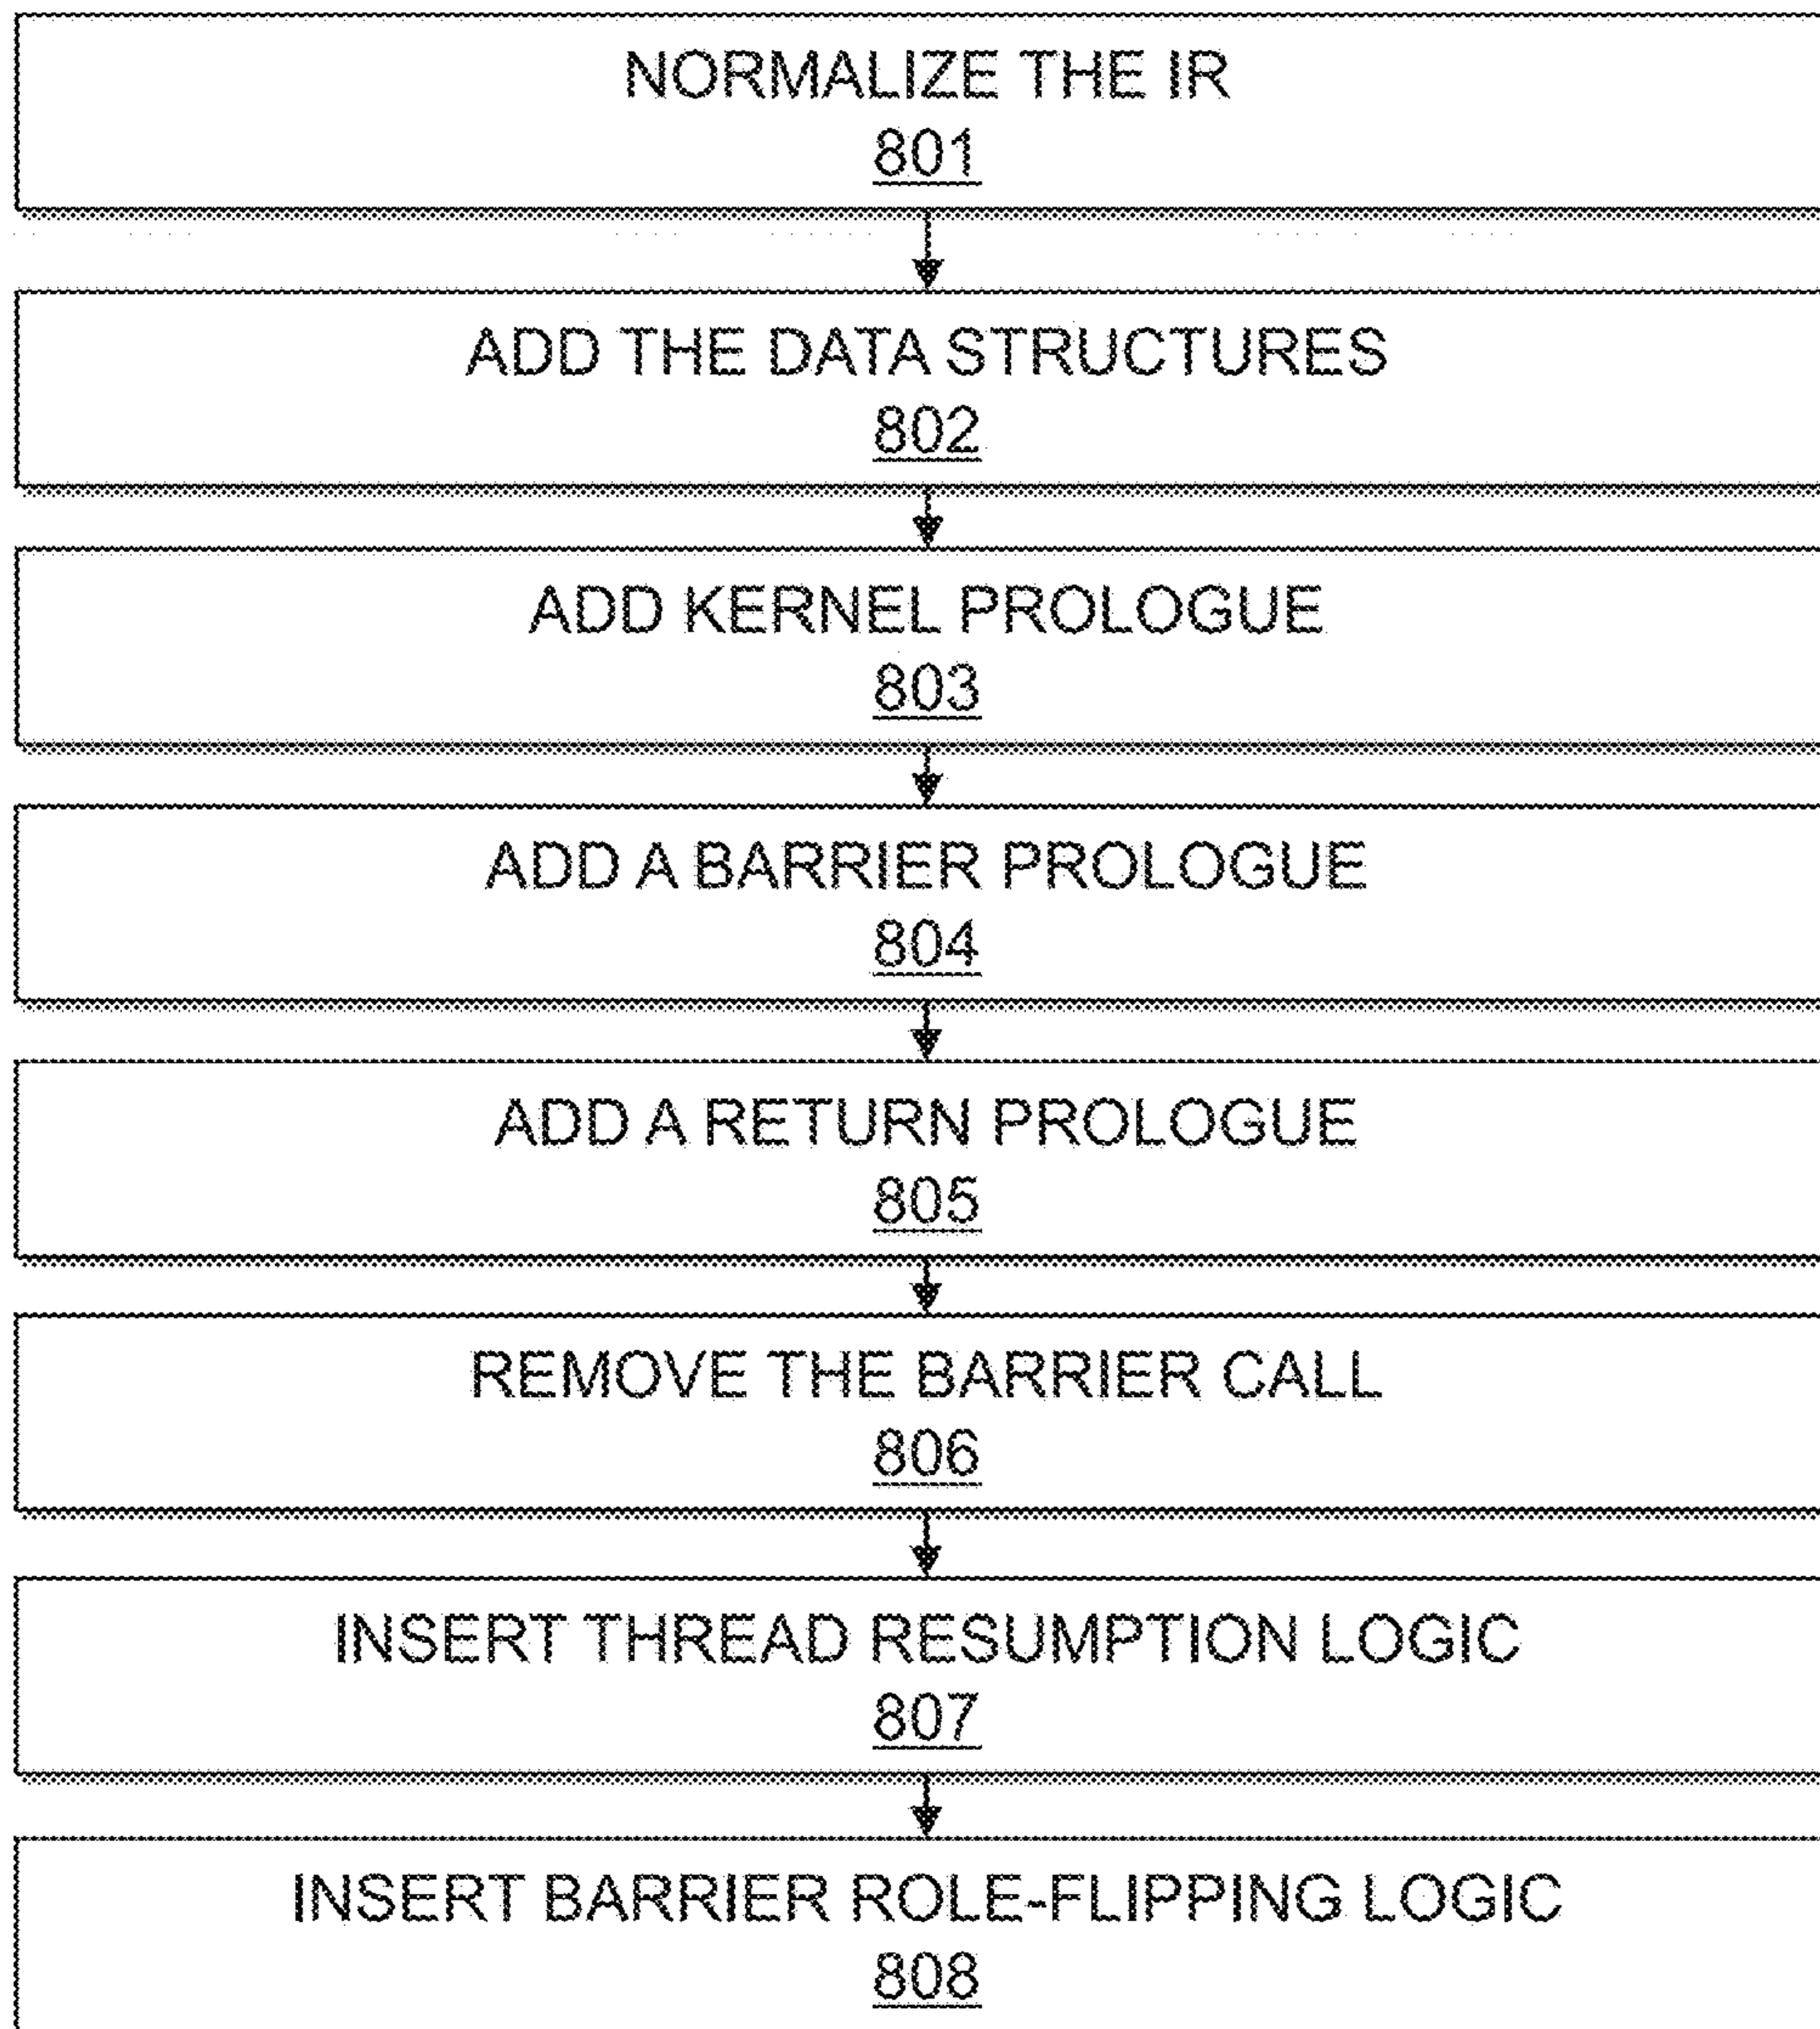 NORMALIZE THE IR
801
ADD THE DATA STRUCTURES
802
ADD KERNEL PROLOGUE
803
ADD A BARRIER PROLOGUE
804
ADD A RETURN PROLOGUE
805
REMOVE THE BARRIER CALL
806
INSERT THREAD RESUMPTION LOGIC
807
INSERT BARRIER ROLE-FLIPPING LOGIC
808